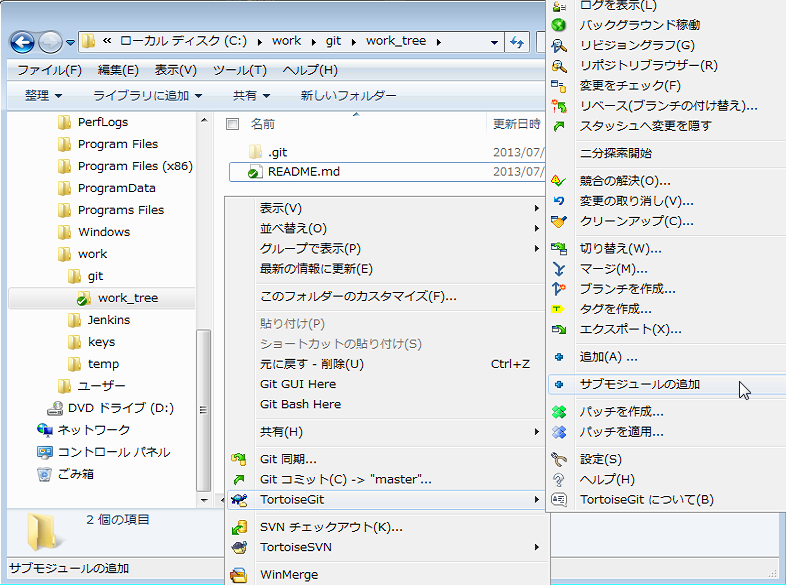 « ローカル ディスク (C:) ▸ work ▸ git ▸ work_tree ▸
ファイル(F) 編集(E) 表示(V) ツール(T) ヘルプ(H)
整理 ライブラリに追加 共有 新しいフォルダー
PerfLogs
Program Files
Program Files (x86)
ProgramData
Programs Files
Windows
work
git
work_tree
Jenkins
keys
temp
ユーザー
DVD ドライブ (D:)
ネットワーク
コントロール パネル
ごみ箱
名前 更新日時
.git 2013/07/
README.md 2013/07/
表示(V)
並べ替え(O)
グループで表示(P)
最新の情報に更新(E)
このフォルダーのカスタマイズ(F)...
貼り付け(P)
ショートカットの貼り付け(S)
元に戻す - 削除(U) Ctrl+Z
Git GUI Here
Git Bash Here
共有(H)
Git 同期...
Git コミット(C) -> "master"...
TortoiseGit
SVN チェックアウト(K)...
TortoiseSVN
WinMerge
ログを表示(L)
バックグラウンド稼働
リビジョングラフ(G)
リポジトリブラウザー(R)
変更をチェック(F)
リベース(ブランチの付け替え)...
スタッシュへ変更を隠す
二分探索開始
競合の解決(O)...
変更の取り消し(V)...
クリーンアップ(C)...
切り替え(W)...
マージ(M)...
ブランチを作成...
タグを作成...
エクスポート(X)...
追加(A) ...
サブモジュールの追加
パッチを作成...
パッチを適用...
設定(S)
ヘルプ(H)
TortoiseGit について(B)
2 個の項目
サブモジュールの追加